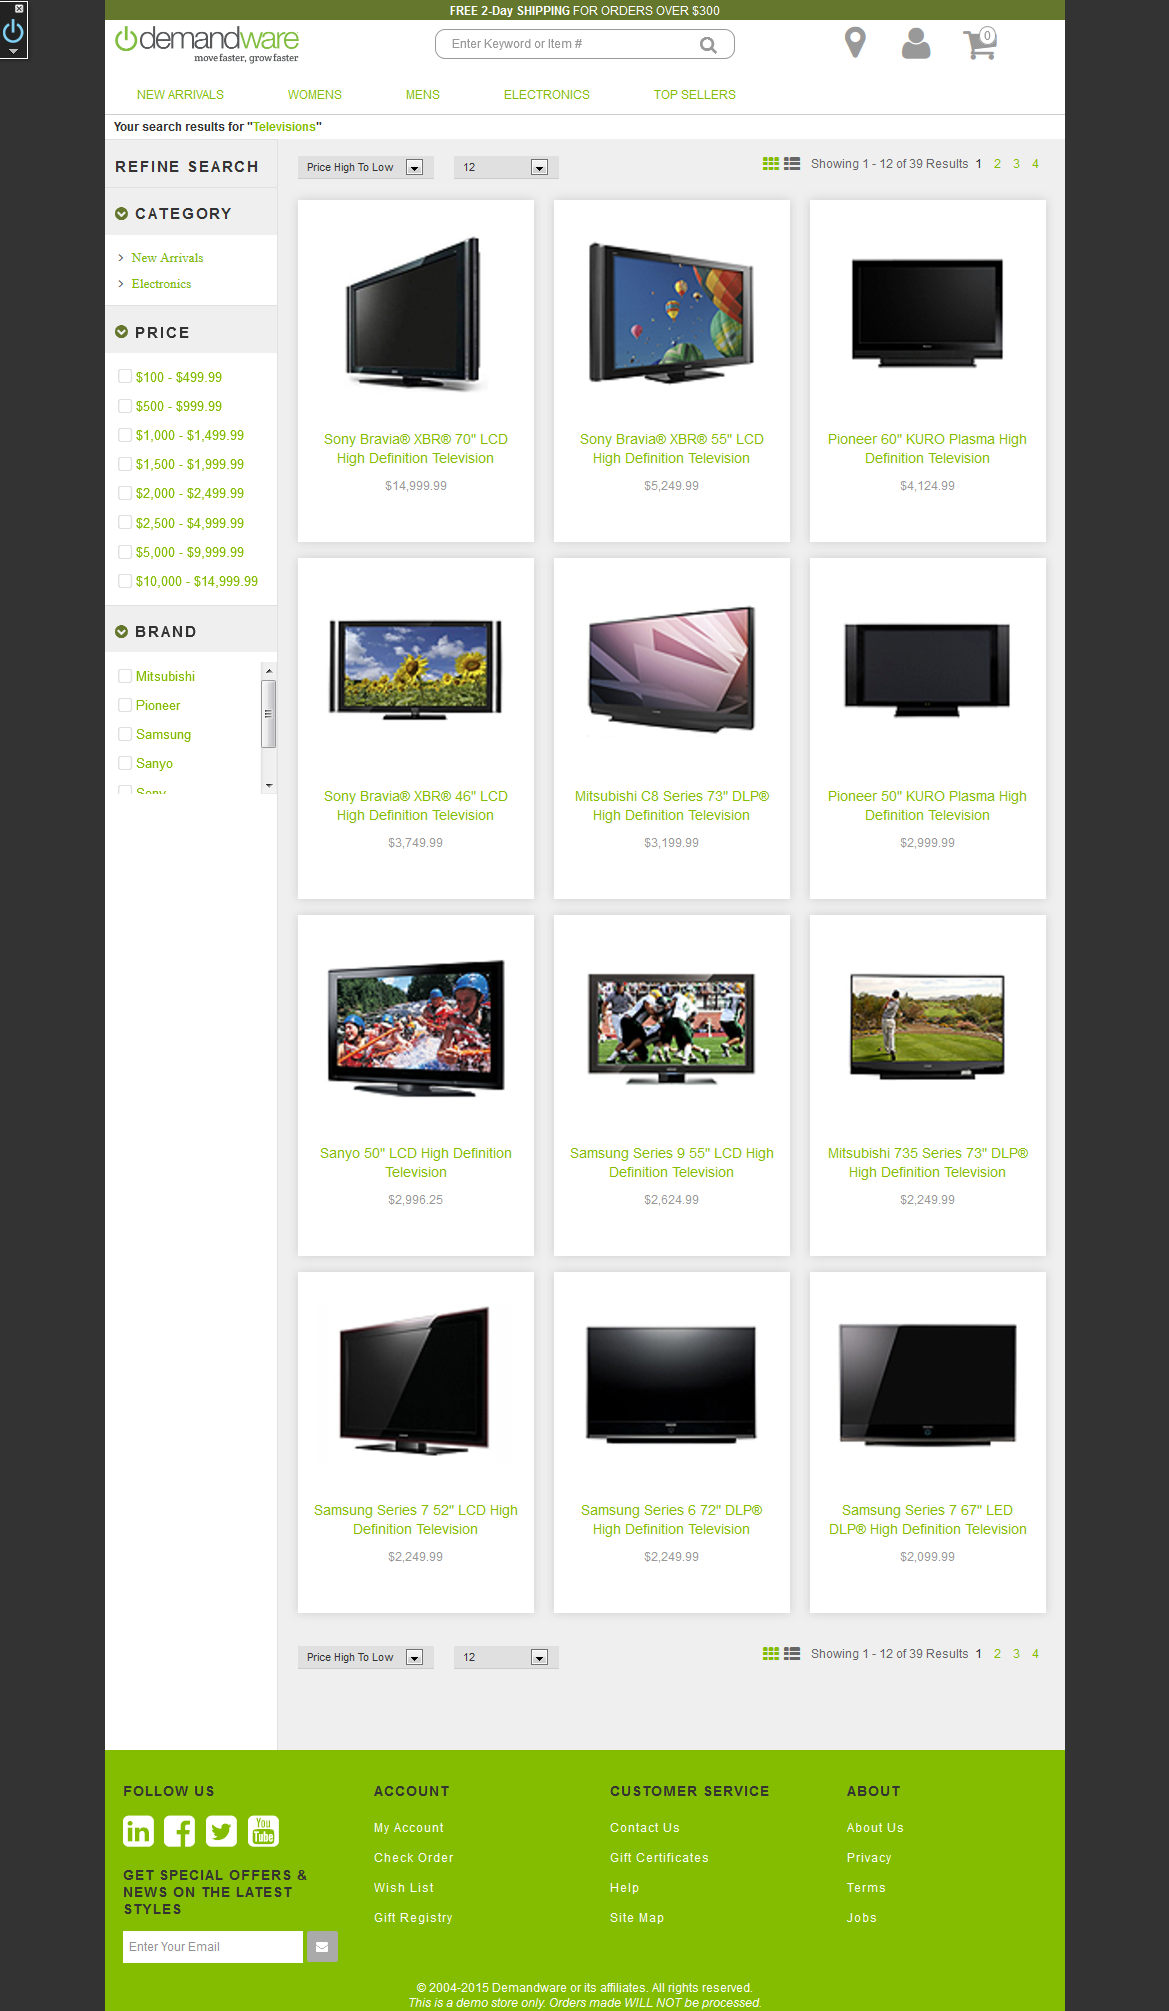 FREE 2-Day SHIPPING FOR ORDERS OVER $300
demandware
move faster, grow faster
Enter Keyword or Item #
0
NEW ARRIVALS
WOMENS
MENS
ELECTRONICS
TOP SELLERS
Your search results for "Televisions"
REFINE SEARCH
CATEGORY
New Arrivals
Electronics
PRICE
$100 - $499.99
$500 - $999.99
$1,000 - $1,499.99
$1,500 - $1,999.99
$2,000 - $2,499.99
$2,500 - $4,999.99
$5,000 - $9,999.99
$10,000 - $14,999.99
BRAND
Mitsubishi
Pioneer
Samsung
Sanyo
Sony
Price High To Low
12
Showing 1 - 12 of 39 Results 1 2 3 4
Sony Bravia® XBR® 70" LCD
High Definition Television
$14,999.99
Sony Bravia® XBR® 55" LCD
High Definition Television
$5,249.99
Pioneer 60" KURO Plasma High
Definition Television
$4,124.99
Sony Bravia® XBR® 46" LCD
High Definition Television
$3,749.99
Mitsubishi C8 Series 73" DLP®
High Definition Television
$3,199.99
Pioneer 50" KURO Plasma High
Definition Television
$2,999.99
Sanyo 50" LCD High Definition
Television
$2,996.25
Samsung Series 9 55" LCD High
Definition Television
$2,624.99
Mitsubishi 735 Series 73" DLP®
High Definition Television
$2,249.99
Samsung Series 7 52" LCD High
Definition Television
$2,249.99
Samsung Series 6 72" DLP®
High Definition Television
$2,249.99
Samsung Series 7 67" LED
DLP® High Definition Television
$2,099.99
Price High To Low
12
Showing 1 - 12 of 39 Results 1 2 3 4
FOLLOW US
in
You
Tube
GET SPECIAL OFFERS &
NEWS ON THE LATEST
STYLES
Enter Your Email
ACCOUNT
My Account
Check Order
Wish List
Gift Registry
CUSTOMER SERVICE
Contact Us
Gift Certificates
Help
Site Map
ABOUT
About Us
Privacy
Terms
Jobs
© 2004-2015 Demandware or its affiliates. All rights reserved.
This is a demo store only. Orders made WILL NOT be processed.